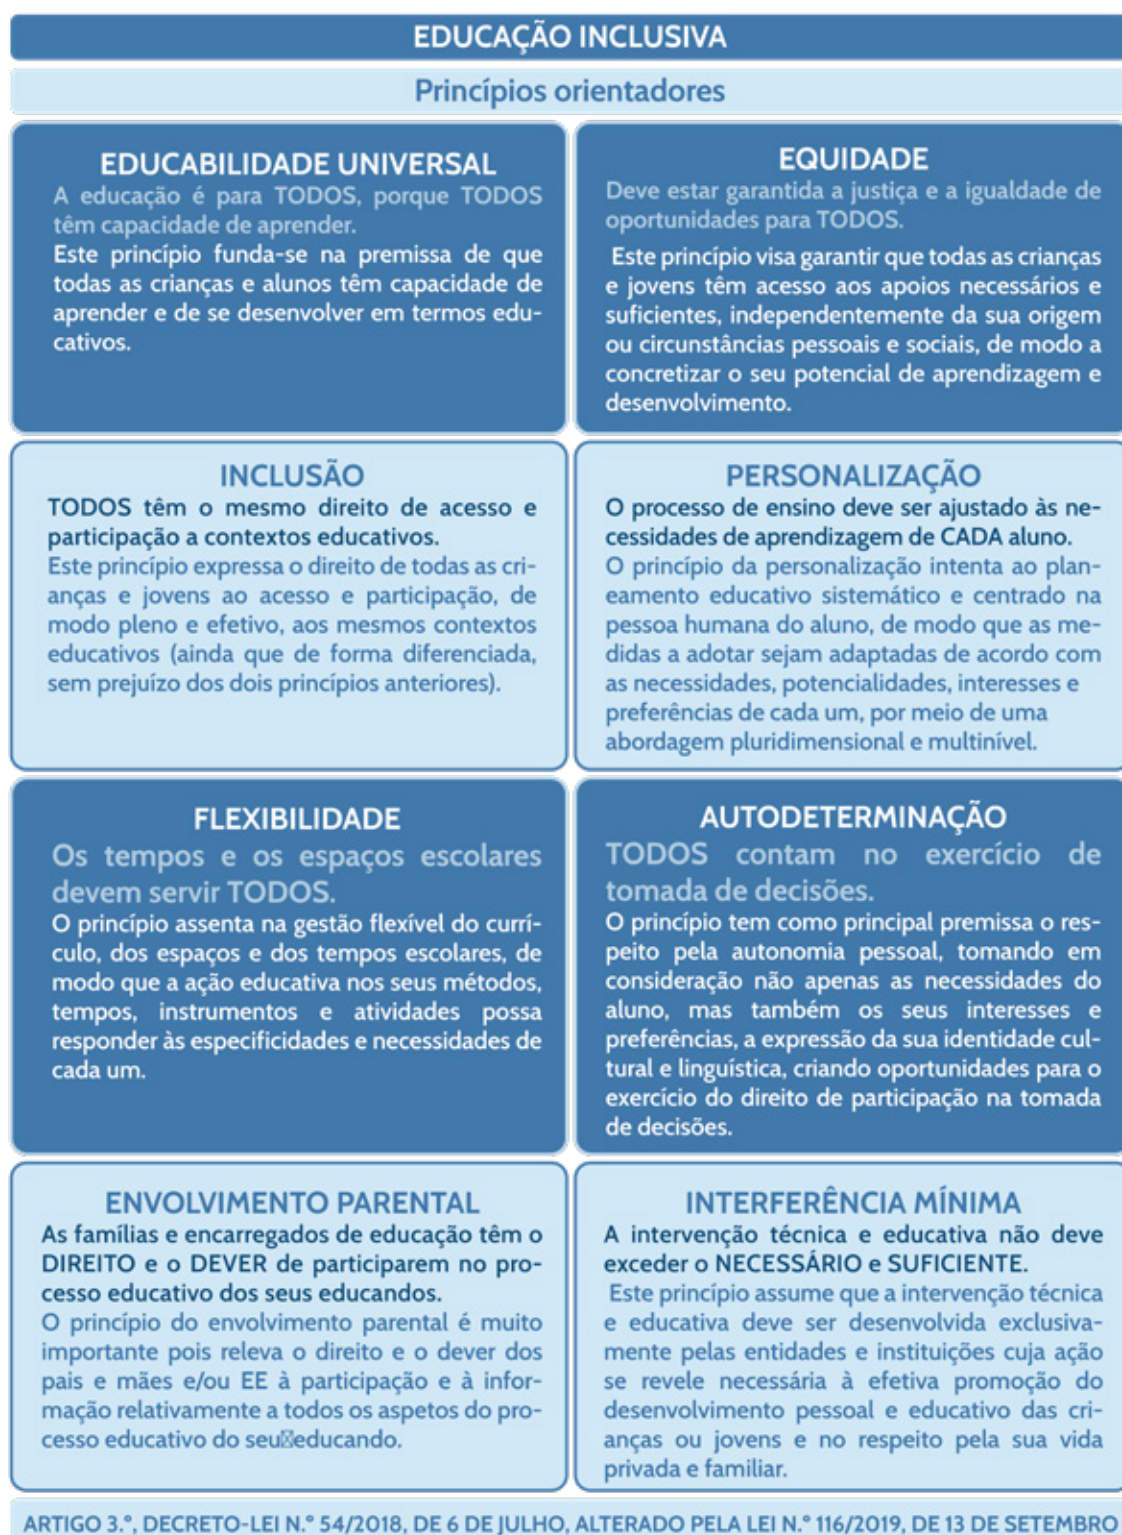 EDUCAÇÃO INCLUSIVA
Princípios orientadores
EDUCABILIDADE UNIVERSAL
A educação é para TODOS, porque TODOS
têm capacidade de aprender.
Este princípio funda-se na premissa de que
todas as crianças e alunos têm capacidade de
aprender e de se desenvolver em termos edu-
cativos.
EQUIDADE
Deve estar garantida a justiça e a igualdade de
oportunidades para TODOS.
Este princípio visa garantir que todas as crianças
e jovens têm acesso aos apoios necessários e
suficientes, independentemente da sua origem
ou circunstâncias pessoais e sociais, de modo a
concretizar o seu potencial de aprendizagem e
desenvolvimento.
INCLUSÃO
TODOS têm o mesmo direito de acesso e
participação a contextos educativos.
Este princípio expressa o direito de todas as cri-
anças e jovens ao acesso e participação, de
modo pleno e efetivo, aos mesmos contextos
educativos (ainda que de forma diferenciada,
sem prejuízo dos dois princípios anteriores).
PERSONALIZAÇÃO
O processo de ensino deve ser ajustado às ne-
cessidades de aprendizagem de CADA aluno.
O princípio da personalização intenta ao plan-
eamento educativo sistemático e centrado na
pessoa humana do aluno, de modo que as me-
didas a adotar sejam adaptadas de acordo com
as necessidades, potencialidades, interesses e
preferências de cada um, por meio de uma
abordagem pluridimensional e multinível.
FLEXIBILIDADE
Os tempos e os espaços escolares
devem servir TODOS.
O princípio assenta na gestão flexível do currí-
culo, dos espaços e dos tempos escolares, de
modo que a ação educativa nos seus métodos,
tempos, instrumentos e atividades possa
responder às especificidades e necessidades de
cada um.
AUTODETERMINAÇÃO
TODOS contam no exercício de
tomada de decisões.
O princípio tem como principal premissa o res-
peito pela autonomia pessoal, tomando em
consideração não apenas as necessidades do
aluno, mas também os seus interesses e
preferências, a expressão da sua identidade cul-
tural e linguística, criando oportunidades para o
exercício do direito de participação na tomada
de decisões.
ENVOLVIMENTO PARENTAL
As famílias e encarregados de educação têm o
DIREITO e o DEVER de participarem no pro-
cesso educativo dos seus educandos.
O princípio do envolvimento parental é muito
importante pois releva o direito e o dever dos
pais e mães e/ou EE à participação e à infor-
mação relativamente a todos os aspetos do pro-
cesso educativo do seu educando.
INTERFERÊNCIA MÍNIMA
A intervenção técnica e educativa não deve
exceder o NECESSÁRIO e SUFICIENTE.
Este princípio assume que a intervenção técnica
e educativa deve ser desenvolvida exclusiva-
mente pelas entidades e instituições cuja ação
se revele necessária à efetiva promoção do
desenvolvimento pessoal e educativo das cri-
anças ou jovens e no respeito pela sua vida
privada e familiar.
ARTIGO 3.º, DECRETO-LEI N.º 54/2018, DE 6 DE JULHO, ALTERADO PELA LEI N.º 116/2019, DE 13 DE SETEMBRO